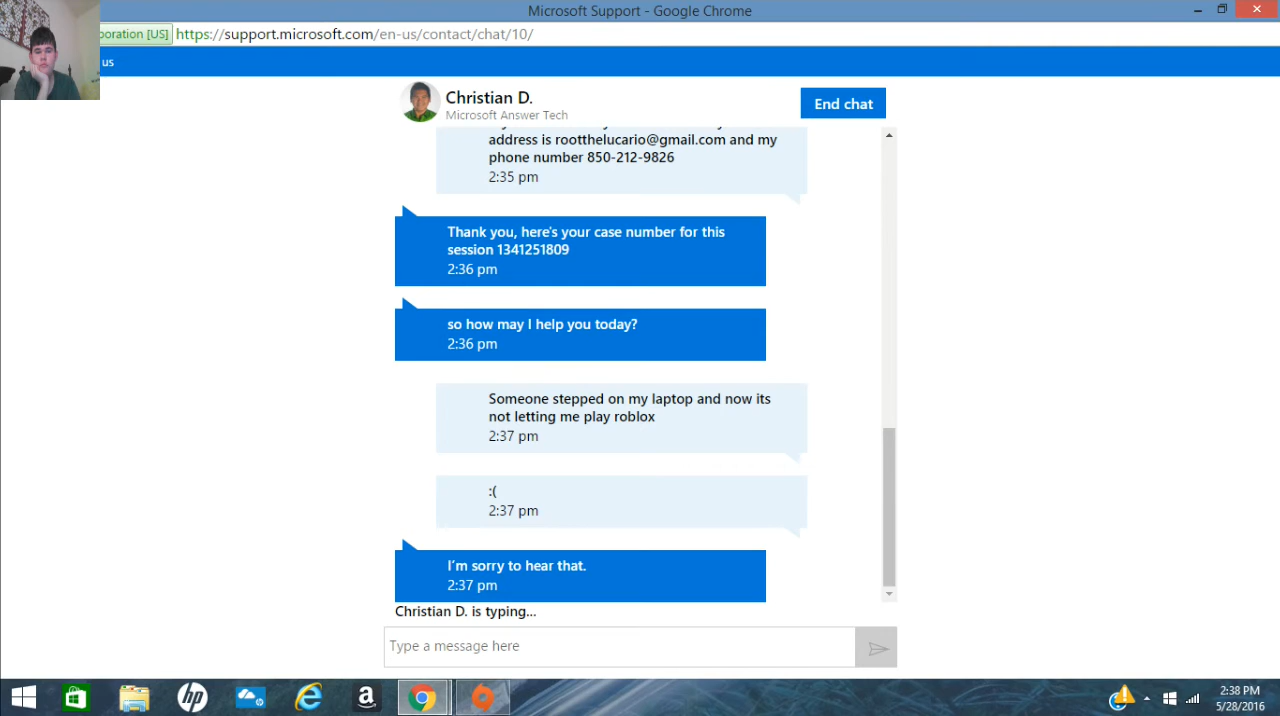 Microsoft Support - Google Chrome
oration [US] https://support.microsoft.com/en-us/contact/chat/10/
us
Christian D.
Microsoft Answer Tech
End chat
address is rootthelucario@gmail.com and my
phone number 850-212-9826
2:35 pm
Thank you, here's your case number for this
session 1341251809
2:36 pm
so how may I help you today?
2:36 pm
Someone stepped on my laptop and now its
not letting me play roblox
2:37 pm
:(
2:37 pm
I'm sorry to hear that.
2:37 pm
Christian D. is typing...
Type a message here
2:38 PM
5/28/2016